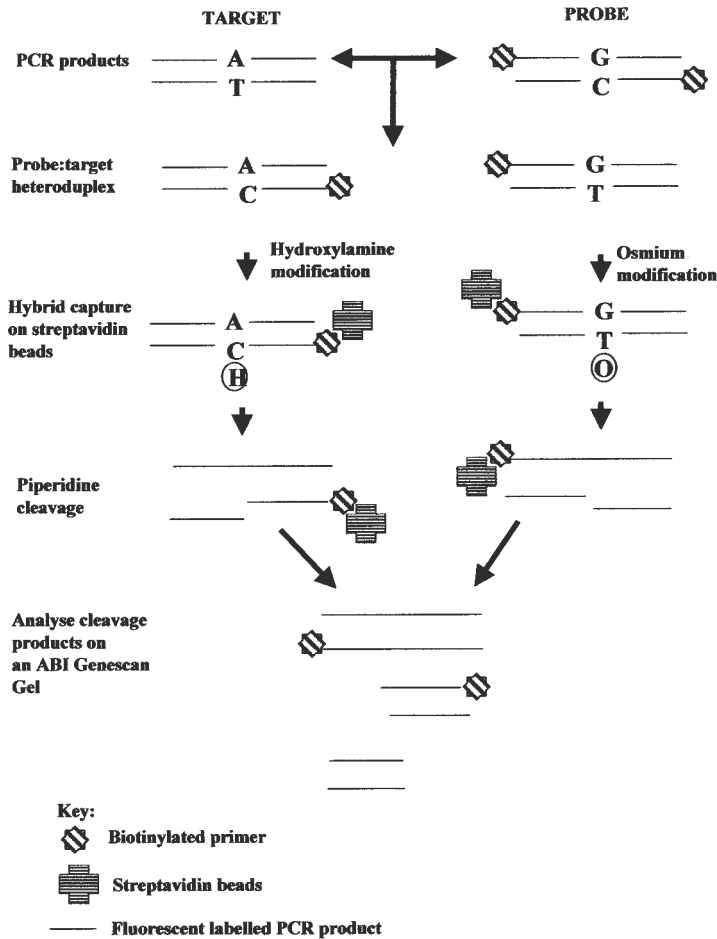 TARGET
PROBE
PCR products
A
T
G
C
Probe:target
heteroduplex
A
C
G
T
Hydroxylamine
modification
Osmium
modification
Hybrid capture
on streptavidin
beads
A
C
H
G
T
O
Piperidine
cleavage
Analyse cleavage
products on
an ABI Genescan
Gel
Key:
Biotinylated primer
Streptavidin beads
Fluorescent labelled PCR product